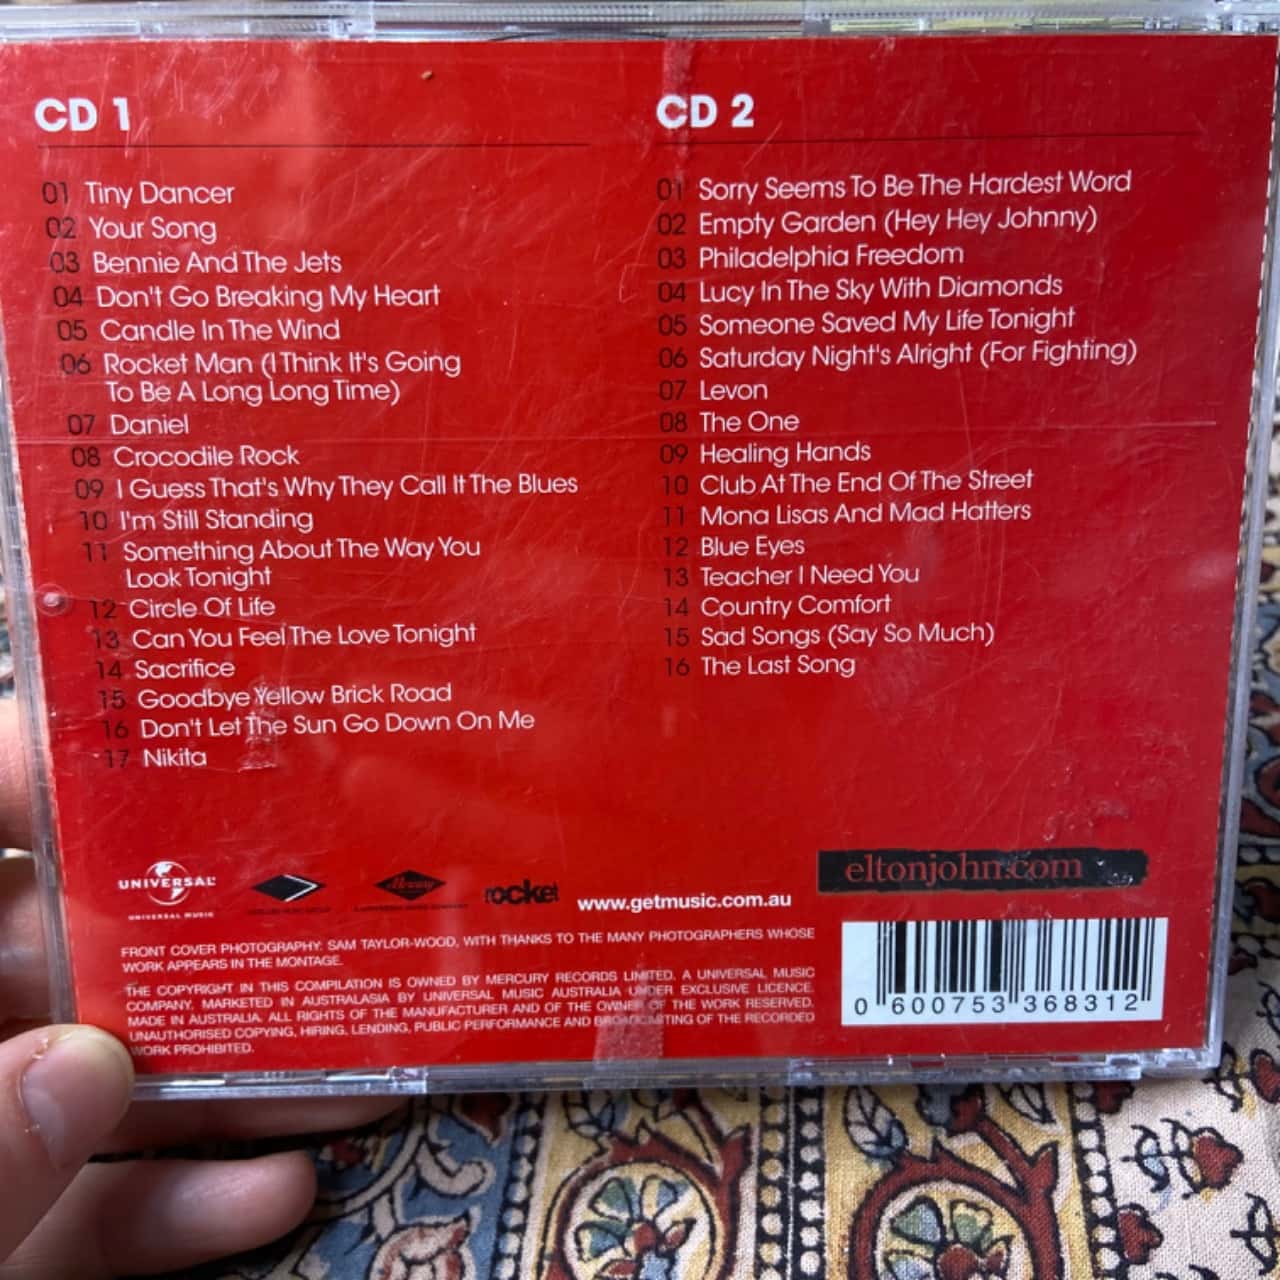 CD 1
01 Tiny Dancer
02 Your Song
03 Bennie And The Jets
04 Don't Go Breaking My Heart
05 Candle In The Wind
06 Rocket Man (I Think It's Going
To Be A Long Long Time)
07 Daniel
08 Crocodile Rock
09 I Guess That's Why They Call It The Blues
10 I'm Still Standing
11 Something About The Way You
Look Tonight
12 Circle Of Life
13 Can You Feel The Love Tonight
14 Sacrifice
15 Goodbye Yellow Brick Road
16 Don't Let The Sun Go Down On Me
17 Nikita
CD 2
01 Sorry Seems To Be The Hardest Word
02 Empty Garden (Hey Hey Johnny)
03 Philadelphia Freedom
04 Lucy In The Sky With Diamonds
05 Someone Saved My Life Tonight
06 Saturday Night's Alright (For Fighting)
07 Levon
08 The One
09 Healing Hands
10 Club At The End Of The Street
11 Mona Lisas And Mad Hatters
12 Blue Eyes
13 Teacher I Need You
14 Country Comfort
15 Sad Songs (Say So Much)
16 The Last Song
UNIVERSAL
UNIVERSAL MUSIC
Mercury
rocket
www.getmusic.com.au
eltonjohn.com
FRONT COVER PHOTOGRAPHY: SAM TAYLOR-WOOD, WITH THANKS TO THE MANY PHOTOGRAPHERS WHOSE
WORK APPEARS IN THE MONTAGE.
THE COPYRIGHT IN THIS COMPILATION IS OWNED BY MERCURY RECORDS LIMITED. A UNIVERSAL MUSIC
COMPANY. MARKETED IN AUSTRALASIA BY UNIVERSAL MUSIC AUSTRALIA UNDER EXCLUSIVE LICENCE.
MADE IN AUSTRALIA. ALL RIGHTS OF THE MANUFACTURER AND OF THE OWNER OF THE WORK RESERVED.
UNAUTHORISED COPYING, HIRING, LENDING, PUBLIC PERFORMANCE AND BROADCASTING OF THE RECORDED
WORK PROHIBITED.
0 600753 368312